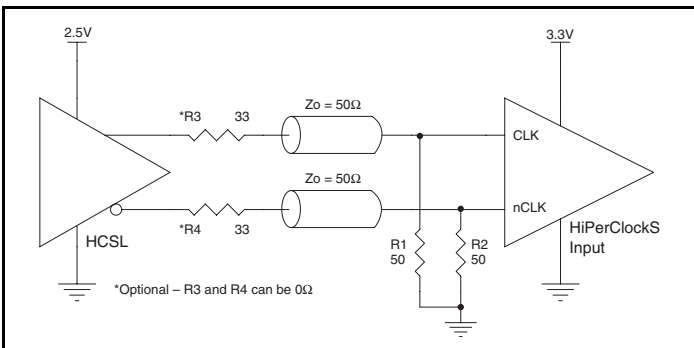 2.5V
3.3V
*R3 33
Zo = 50Ω
CLK
Zo = 50Ω
nCLK
*R4 33
HCSL
R1
50
R2
50
HiPerClockS
Input
*Optional – R3 and R4 can be 0Ω